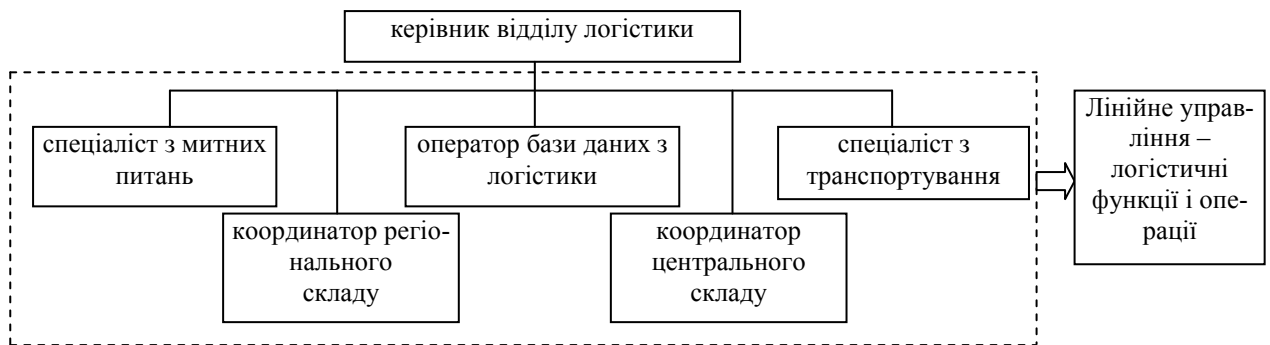 керівник відділу логістики
спеціаліст з митних
питань
оператор бази даних з
логістики
спеціаліст з
транспортування
координатор регіо-
нального
складу
координатор
центрального
складу
Лінійне управ-
ління –
логістичні
функції і опе-
рації